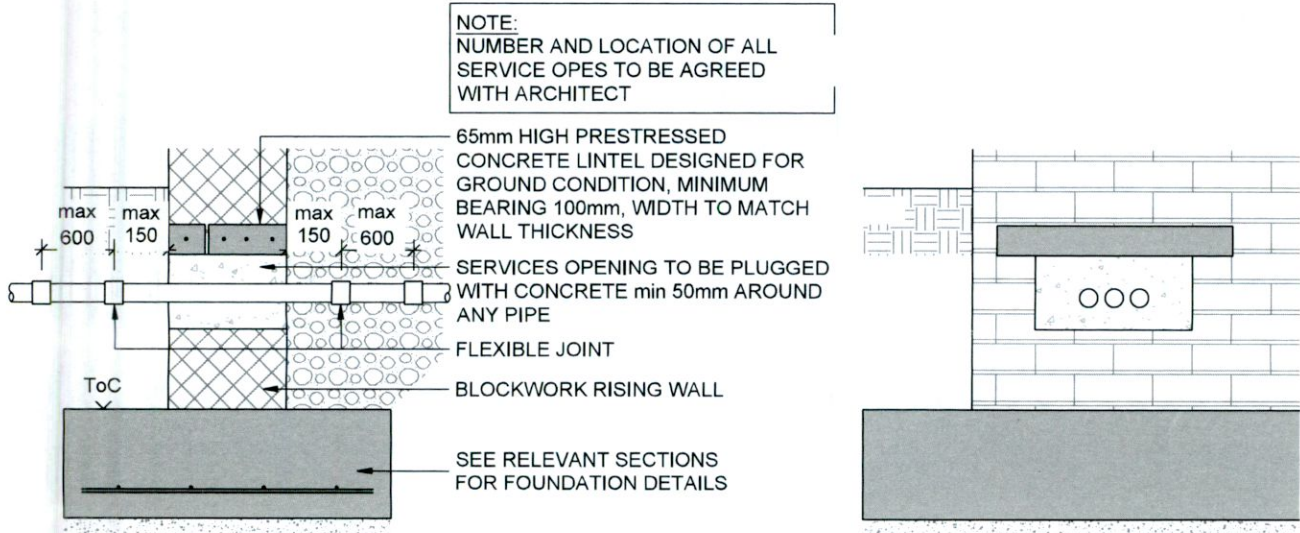 NOTE:
NUMBER AND LOCATION OF ALL
SERVICE OPES TO BE AGREED
WITH ARCHITECT
65mm HIGH PRESTRESSED
CONCRETE LINTEL DESIGNED FOR
GROUND CONDITION, MINIMUM
BEARING 100mm, WIDTH TO MATCH
WALL THICKNESS
max
600
max
150
max
150
max
600
SERVICES OPENING TO BE PLUGGED
WITH CONCRETE min 50mm AROUND
ANY PIPE
FLEXIBLE JOINT
BLOCKWORK RISING WALL
ToC
SEE RELEVANT SECTIONS
FOR FOUNDATION DETAILS